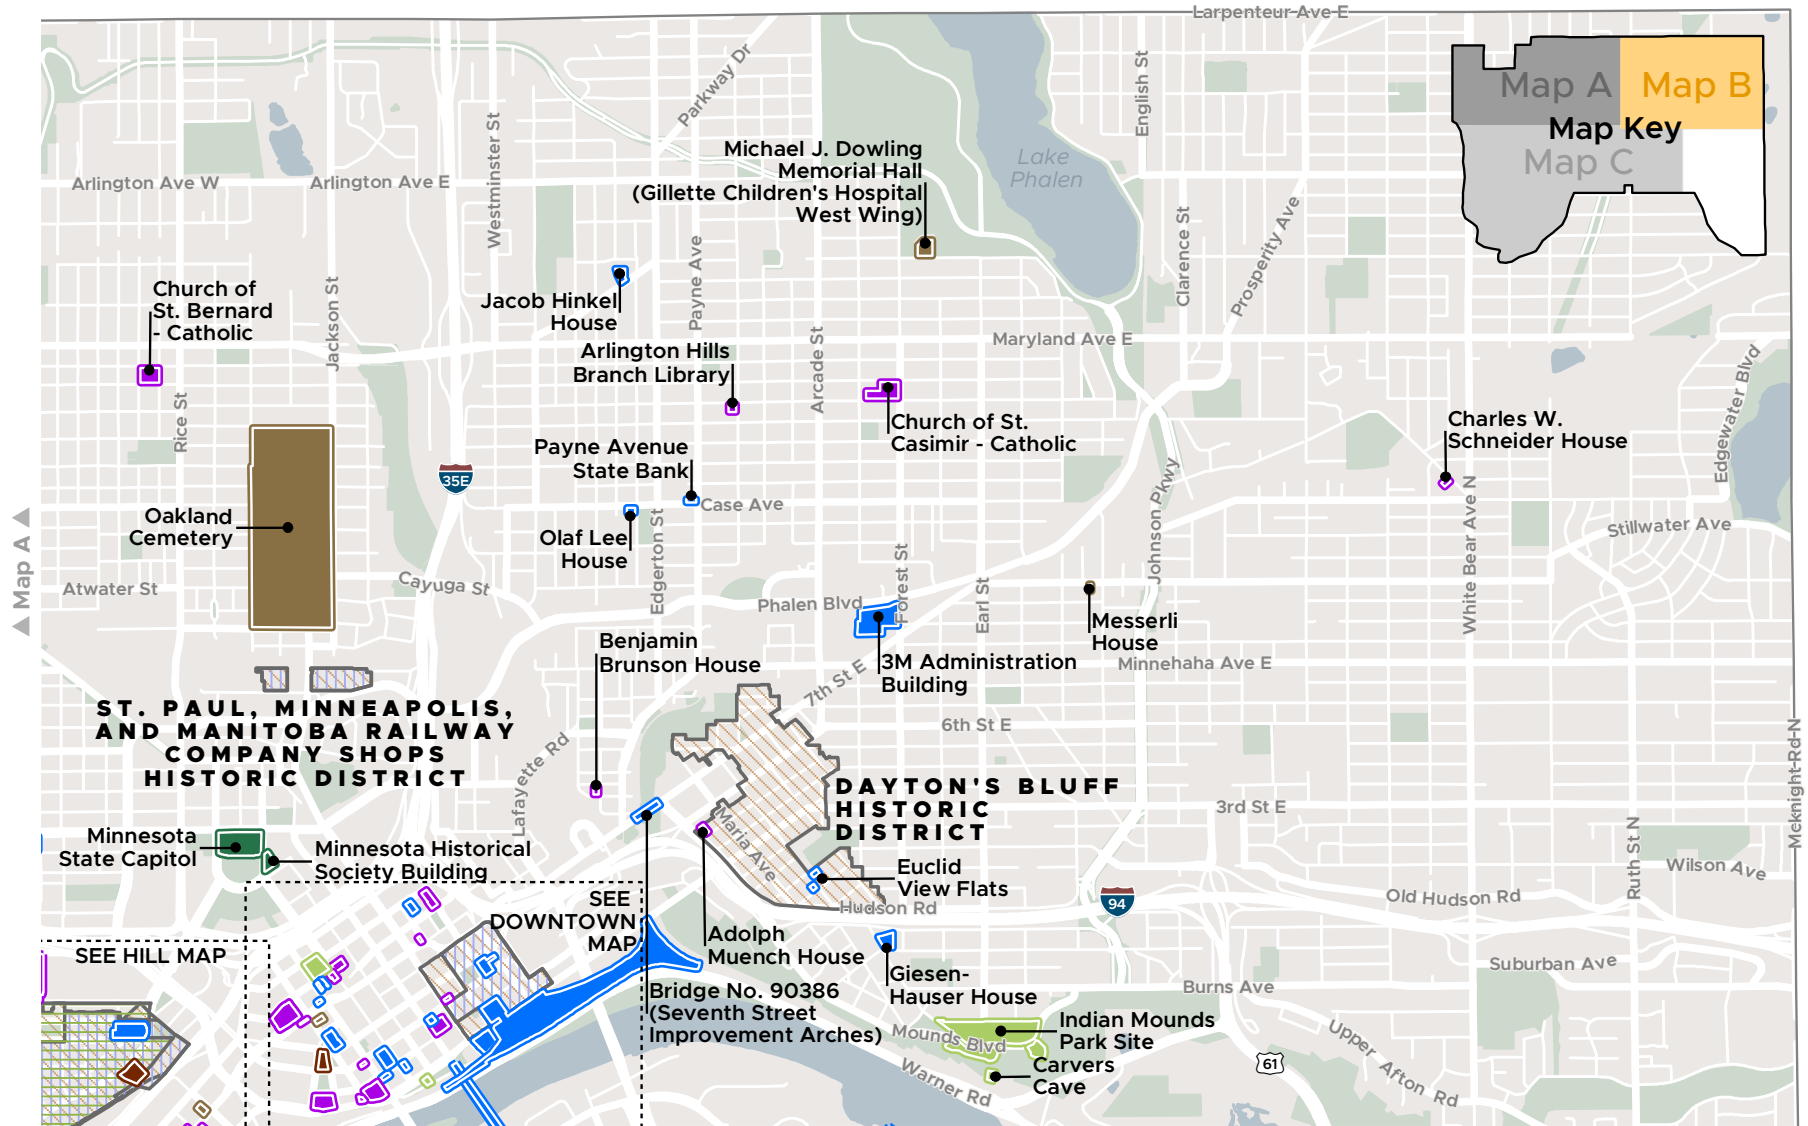 Larpenteur Ave E
Parkway Dr
English St
Map A
Map B
Map Key
Map C
Westminster St
Michael J. Dowling
Memorial Hall
(Gillette Children's Hospital
West Wing)
Lake
Phalen
Arlington Ave W
Arlington Ave E
Clarence St
Prosperity Ave
Church of
St. Bernard
- Catholic
Jackson St
Jacob Hinkel
House
Payne Ave
Arcade St
Maryland Ave E
Arlington Hills
Branch Library
Edgewater Blvd
Rice St
Church of St.
Casimir - Catholic
Charles W.
Schneider House
Payne Avenue
State Bank
35E
Case Ave
Johnson Pkwy
White Bear Ave N
Stillwater Ave
Oakland
Cemetery
Olaf Lee
House
Edgerton St
Map A
Atwater St
Cayuga St
Phalen Blvd
Forest St
Earl St
Messerli
House
Benjamin
Brunson House
3M Administration
Building
Minnehaha Ave E
7th St E
6th St E
ST. PAUL, MINNEAPOLIS,
AND MANITOBA RAILWAY
COMPANY SHOPS
HISTORIC DISTRICT
Lafayette Rd
Mcknight Rd N
DAYTON'S BLUFF
HISTORIC
DISTRICT
3rd St E
Minnesota
State Capitol
Minnesota Historical
Society Building
Maria Ave
Euclid
View Flats
Ruth St N
Wilson Ave
Old Hudson Rd
94
Hudson Rd
SEE
DOWNTOWN
MAP
SEE HILL MAP
Adolph
Muench House
Giesen-
Hauser House
Suburban Ave
Burns Ave
Bridge No. 90386
(Seventh Street
Improvement Arches)
Mounds Blvd
Indian Mounds
Park Site
Carvers
Cave
Warner Rd
61
Upper Afton Rd